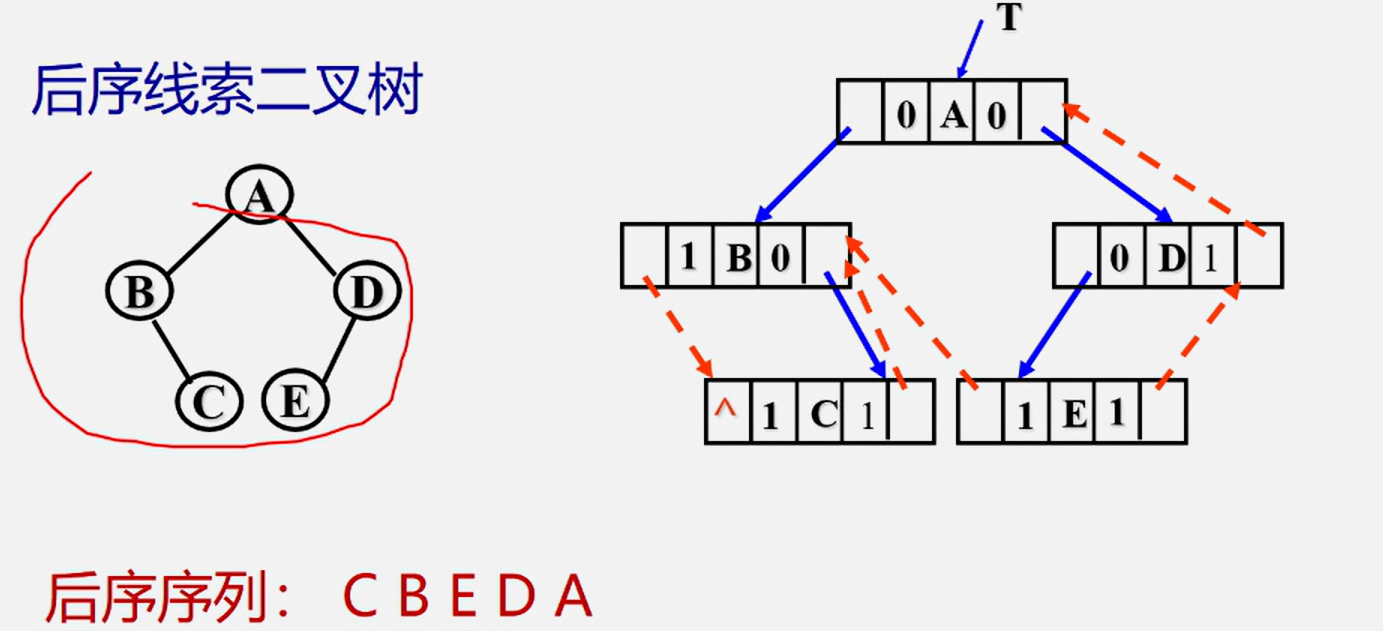 T
后序线索二叉树
0 A 0
A
1 B 0
0 D 1
B D
C E
^ 1 C 1
1 E 1
后序序列： C B E D A